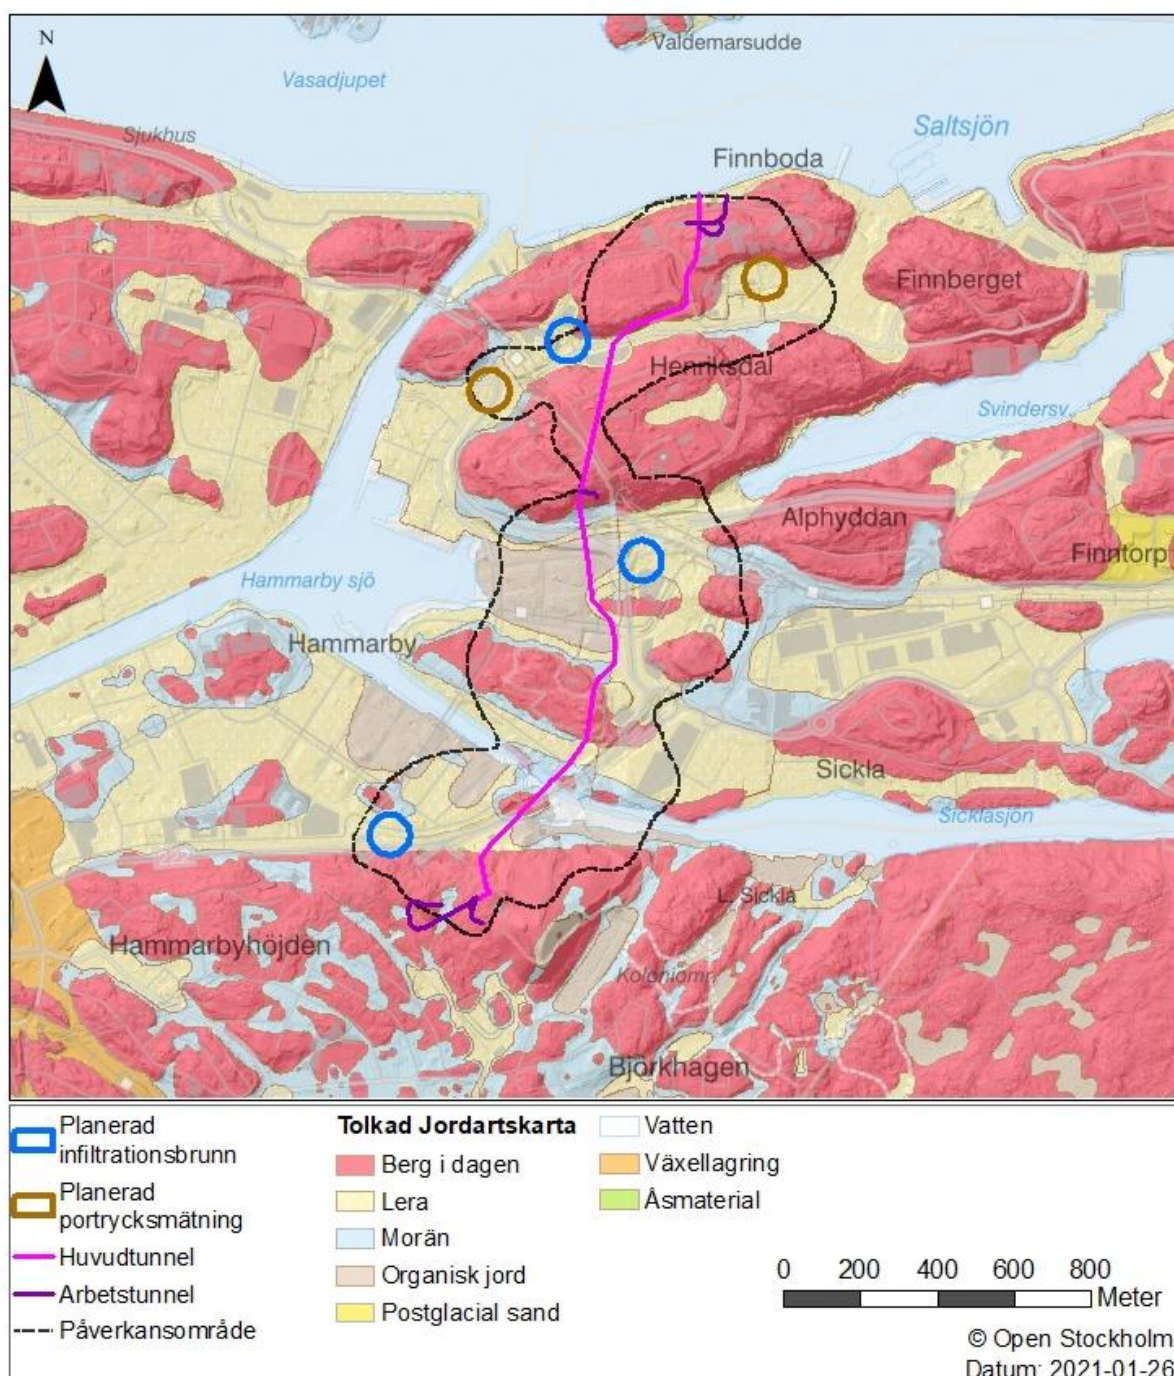 N
Valdemarsudde
Vasadjupet
Sjukhus
Saltsjön
Finnboda
Finnberget
Henriksdal
Svindersv.
Alphyddan
Finntorp
Hammarby sjö
Hammarby
Sickla
Sicklasjön
222
L. Sickla
Hammarbyhöjden
Koloniomr.
Björkhagen
Planerad
infiltrationsbrunn
Planerad
portrycksmätning
Huvudtunnel
Arbetstunnel
Påverkansområde
Tolkad Jordartskarta
Berg i dagen
Lera
Morän
Organisk jord
Postglacial sand
Vatten
Växellagring
Åsmaterial
0 200 400 600 800
Meter
© Open Stockholm
Datum: 2021-01-26